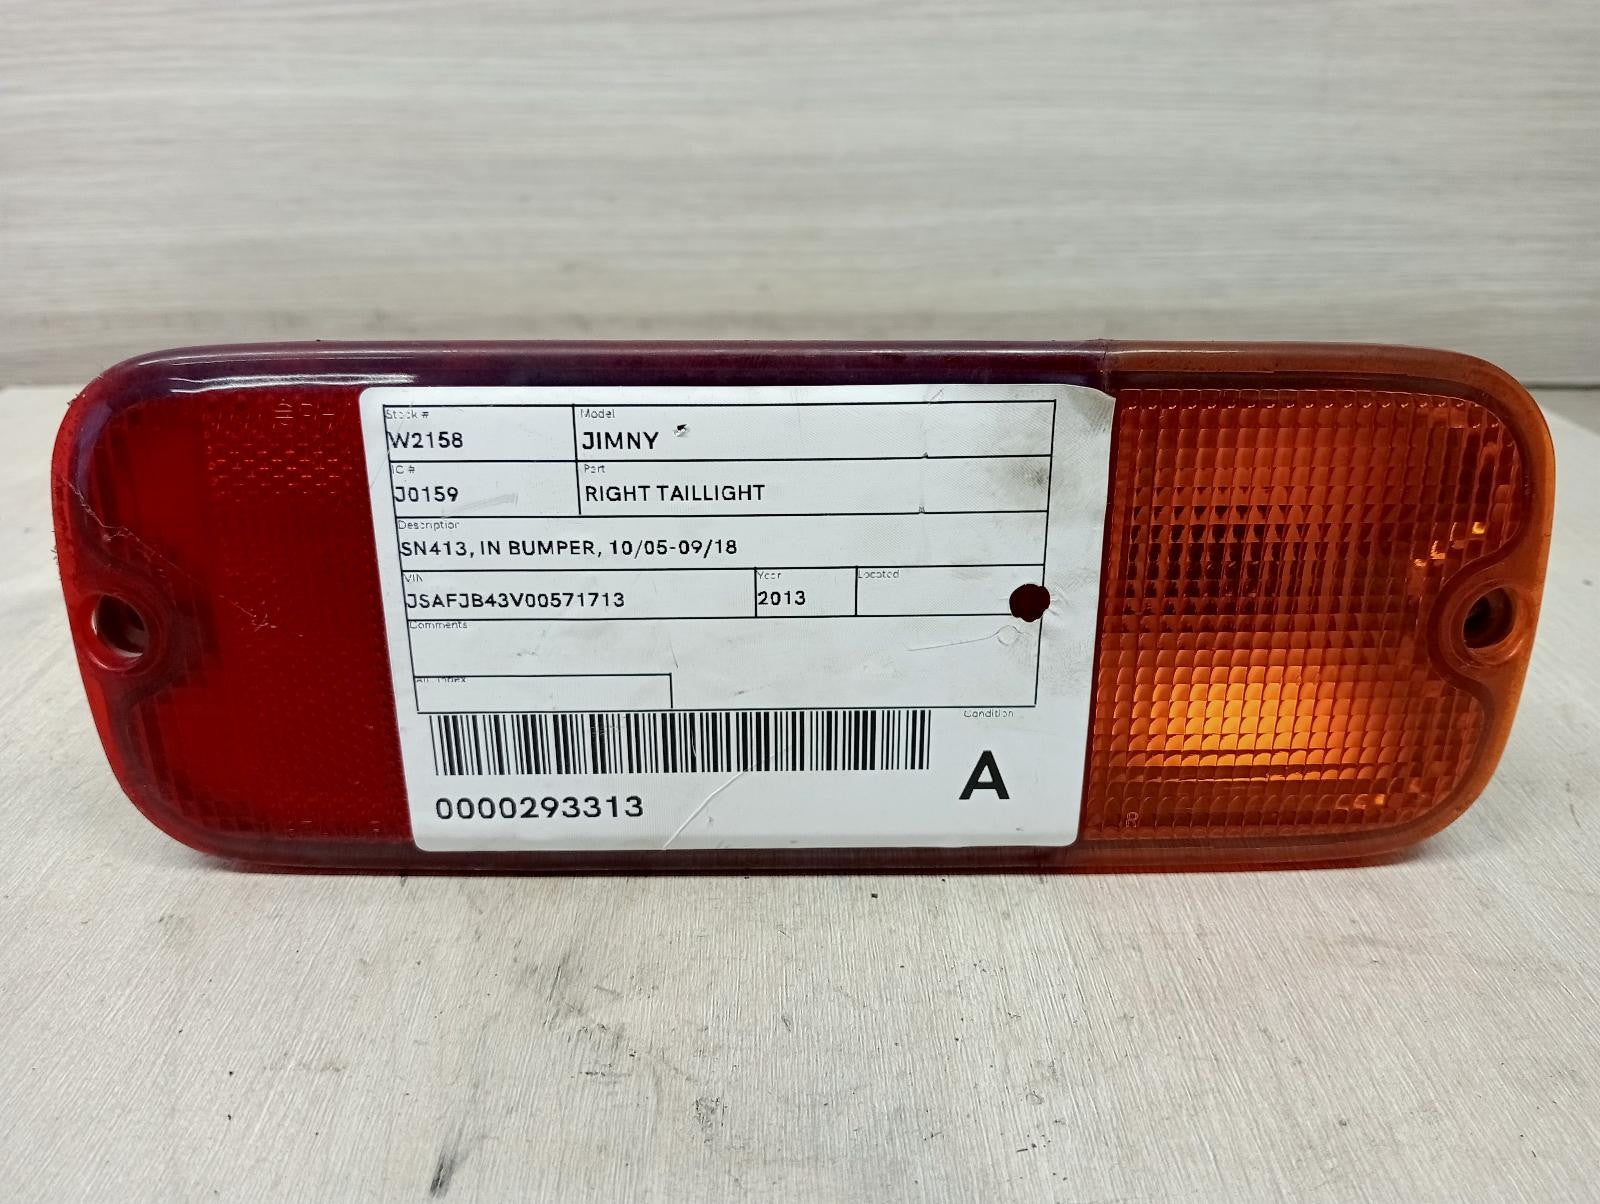 Stock # Model
W2158 JIMNY
IC # Part
J0159 RIGHT TAILLIGHT
Description
SN413, IN BUMPER, 10/05-09/18
VIN Year Located
JSAFJB43V00571713 2013
Comments
Condition
A
0000293313
R